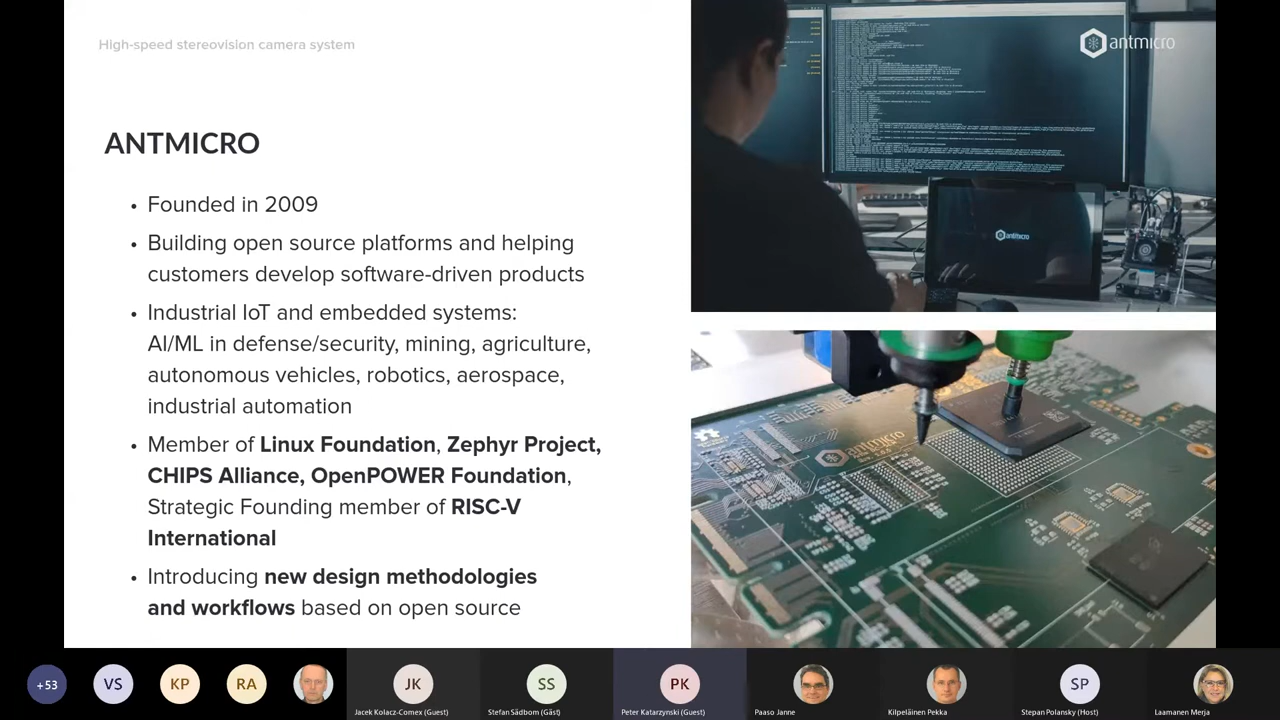 High-speed stereovision camera system
antmicro
ANTMICRO
• Founded in 2009
• Building open source platforms and helping
customers develop software-driven products
• Industrial IoT and embedded systems:
AI/ML in defense/security, mining, agriculture,
autonomous vehicles, robotics, aerospace,
industrial automation
• Member of Linux Foundation, Zephyr Project,
CHIPS Alliance, OpenPOWER Foundation,
Strategic Founding member of RISC-V
International
• Introducing new design methodologies
and workflows based on open source
antmicro
antmicro
+53
VS
KP
RA
JK
SS
PK
SP
Jacek Kolacz-Comex (Guest)
Stefan Sädbom (Gäst)
Peter Katarzynski (Guest)
Paaso Janne
Kilpeläinen Pekka
Stepan Polansky (Host)
Laamanen Merja